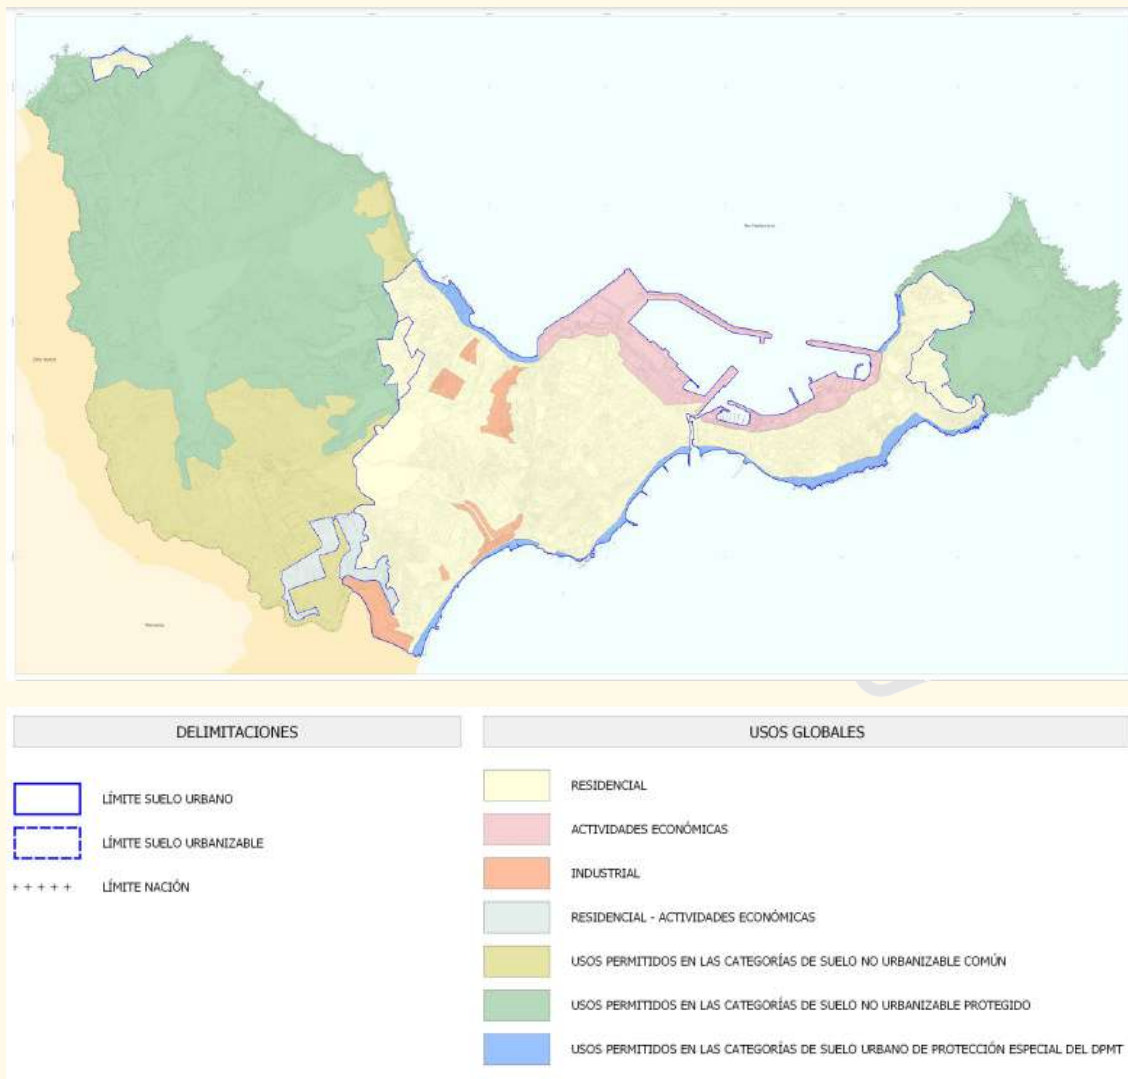 Marruecos
DELIMITACIONES
LÍMITE SUELO URBANO
LÍMITE SUELO URBANIZABLE
LÍMITE NACIÓN
USOS GLOBALES
RESIDENCIAL
ACTIVIDADES ECONÓMICAS
INDUSTRIAL
RESIDENCIAL - ACTIVIDADES ECONÓMICAS
USOS PERMITIDOS EN LAS CATEGORÍAS DE SUELO NO URBANIZABLE COMÚN
USOS PERMITIDOS EN LAS CATEGORÍAS DE SUELO NO URBANIZABLE PROTEGIDO
USOS PERMITIDOS EN LAS CATEGORÍAS DE SUELO URBANO DE PROTECCIÓN ESPECIAL DEL DPMT